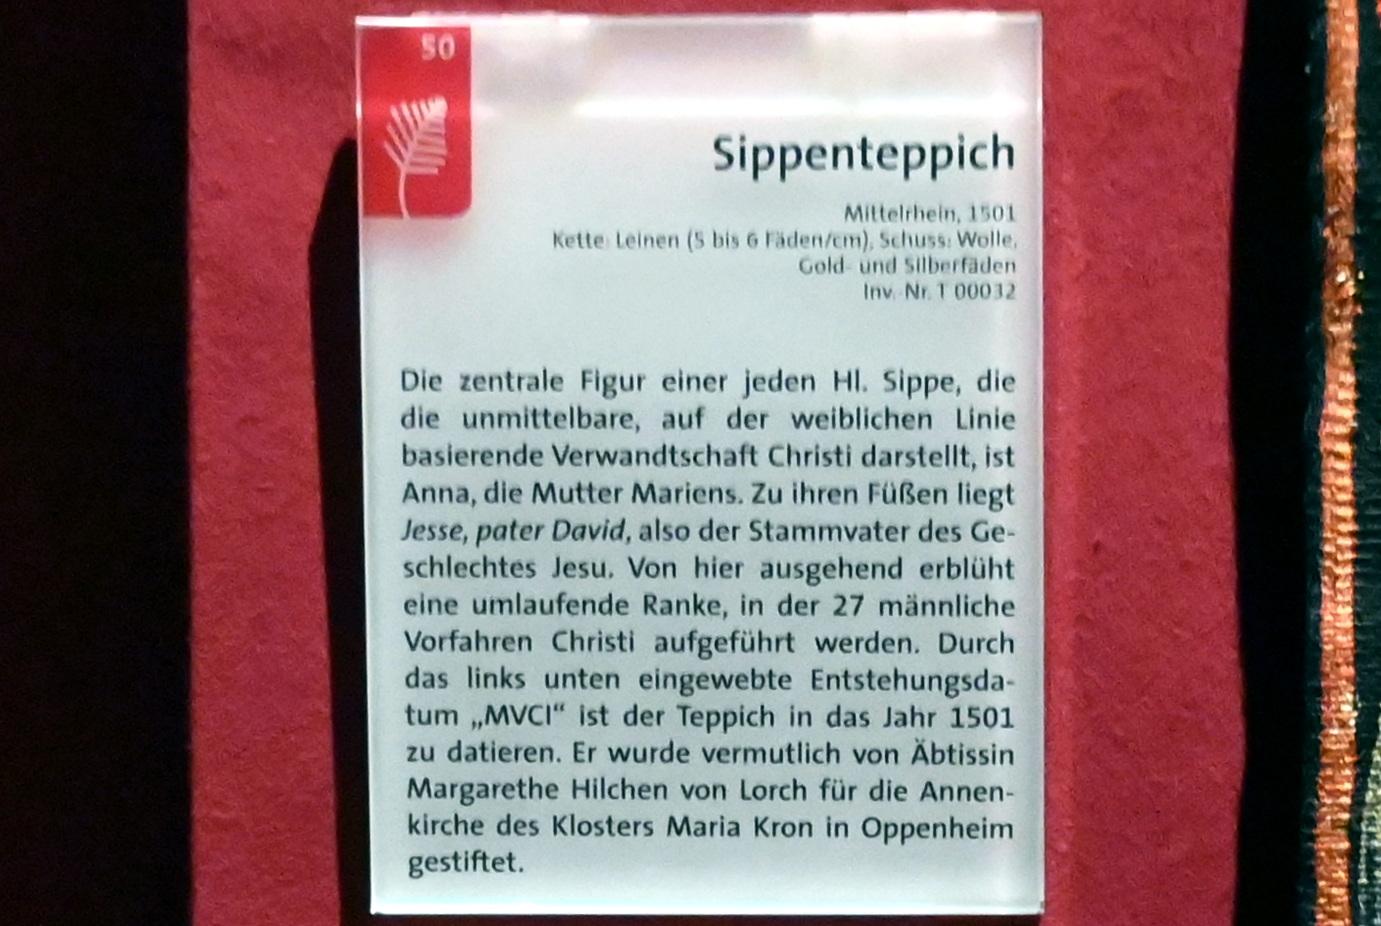 50
Sippenteppich
Mittelrhein, 1501
Kette: Leinen (5 bis 6 Fäden/cm), Schuss: Wolle,
Gold- und Silberfäden
Inv. Nr. T 00032
Die zentrale Figur einer jeden Hl. Sippe, die
die unmittelbare, auf der weiblichen Linie
basierende Verwandtschaft Christi darstellt, ist
Anna, die Mutter Mariens. Zu ihren Füßen liegt
Jesse, pater David, also der Stammvater des Ge-
schlechtes Jesu. Von hier ausgehend erblüht
eine umlaufende Ranke, in der 27 männliche
Vorfahren Christi aufgeführt werden. Durch
das links unten eingewebte Entstehungsda-
tum „MVCI“ ist der Teppich in das Jahr 1501
zu datieren. Er wurde vermutlich von Äbtissin
Margarethe Hilchen von Lorch für die Annen-
kirche des Klosters Maria Kron in Oppenheim
gestiftet.